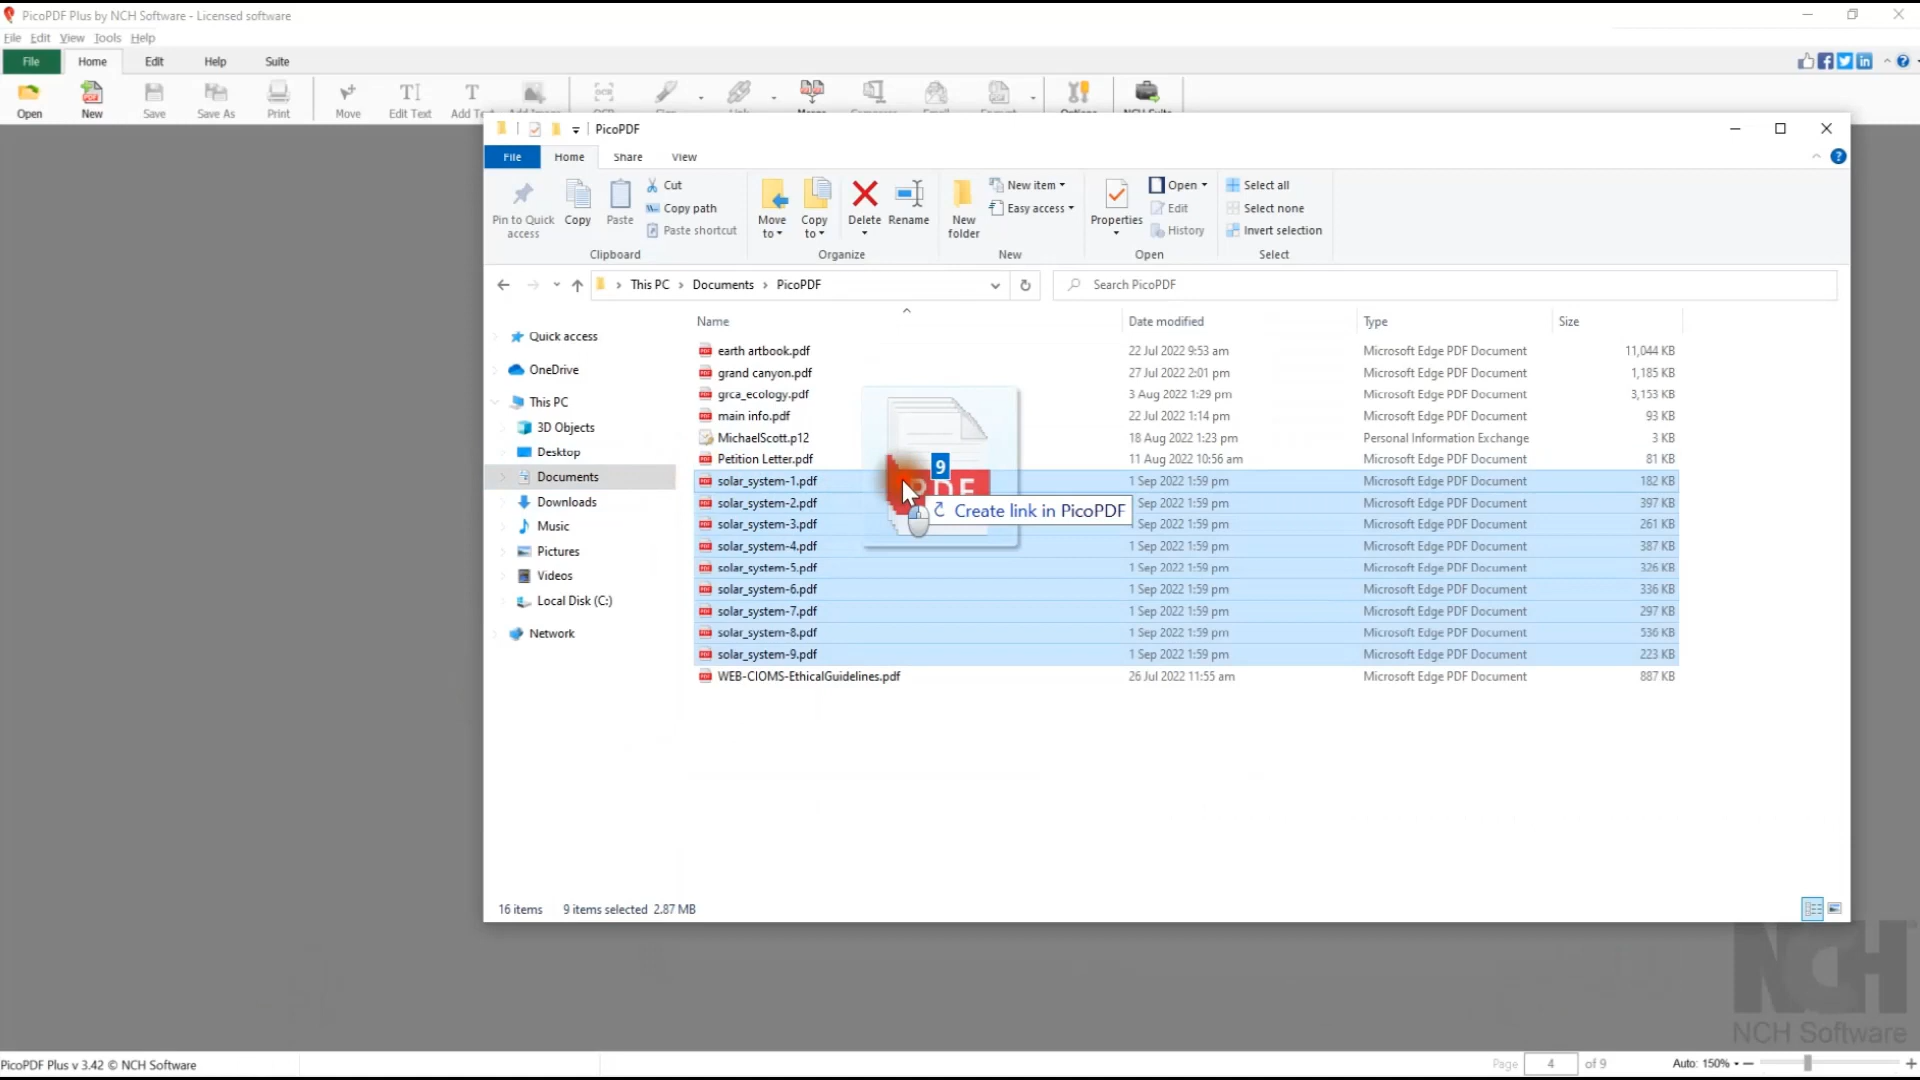 PicoPDF Plus by NCH Software - Licensed software
File Edit View Tools Help
File Home Edit Help Suite
Open New Save Save As Print Move Edit Text Add Text
PicoPDF
File Home Share View
Pin to Quick access
Copy
Paste
Cut
Copy path
Paste shortcut
Clipboard
Move to
Copy to
Delete
Rename
Organize
New folder
New item
Easy access
New
Properties
Open
Edit
History
Open
Select all
Select none
Invert selection
Select
This PC > Documents > PicoPDF
Search PicoPDF
Quick access
OneDrive
This PC
3D Objects
Desktop
Documents
Downloads
Music
Pictures
Videos
Local Disk (C:)
Network
Name Date modified Type Size
earth artbook.pdf 22 Jul 2022 9:53 am Microsoft Edge PDF Document 11,044 KB
grand canyon.pdf 27 Jul 2022 2:01 pm Microsoft Edge PDF Document 1,185 KB
grca_ecology.pdf 3 Aug 2022 1:29 pm Microsoft Edge PDF Document 3,153 KB
main info.pdf 22 Jul 2022 1:14 pm Microsoft Edge PDF Document 93 KB
MichaelScott.p12 18 Aug 2022 1:23 pm Personal Information Exchange 3 KB
Petition Letter.pdf 11 Aug 2022 10:56 am Microsoft Edge PDF Document 81 KB
solar_system-1.pdf 1 Sep 2022 1:59 pm Microsoft Edge PDF Document 182 KB
solar_system-2.pdf 1 Sep 2022 1:59 pm Microsoft Edge PDF Document 397 KB
solar_system-3.pdf 1 Sep 2022 1:59 pm Microsoft Edge PDF Document 261 KB
solar_system-4.pdf 1 Sep 2022 1:59 pm Microsoft Edge PDF Document 387 KB
solar_system-5.pdf 1 Sep 2022 1:59 pm Microsoft Edge PDF Document 326 KB
solar_system-6.pdf 1 Sep 2022 1:59 pm Microsoft Edge PDF Document 336 KB
solar_system-7.pdf 1 Sep 2022 1:59 pm Microsoft Edge PDF Document 297 KB
solar_system-8.pdf 1 Sep 2022 1:59 pm Microsoft Edge PDF Document 536 KB
solar_system-9.pdf 1 Sep 2022 1:59 pm Microsoft Edge PDF Document 223 KB
WEB-CIOMS-EthicalGuidelines.pdf 26 Jul 2022 11:55 am Microsoft Edge PDF Document 887 KB
9
PDF
Create link in PicoPDF
16 items 9 items selected 2.87 MB
NCH
NCH Software
PicoPDF Plus v 3.42 © NCH Software
Page 4 of 9
Auto: 150%